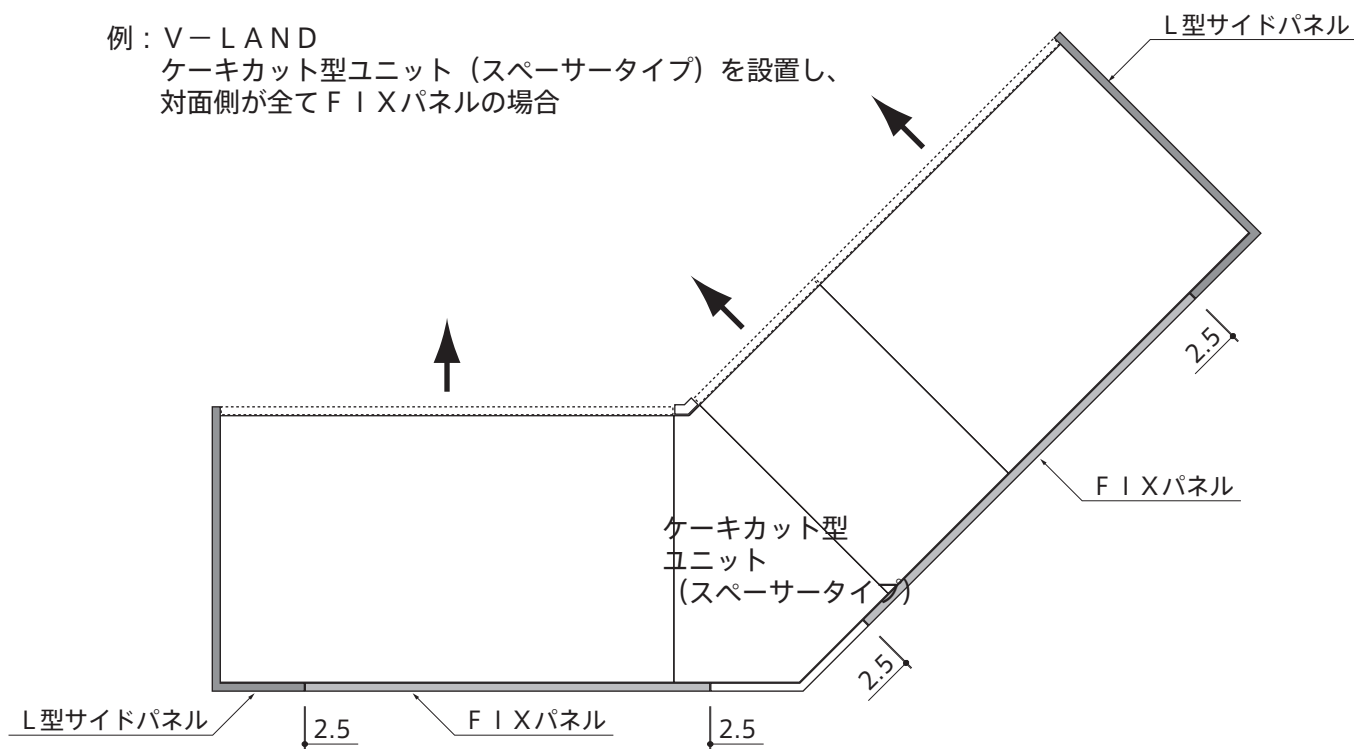 例：Ｖ－ＬＡＮＤ
ケーキカット型ユニット（スペーサータイプ）を設置し、
対面側が全てＦＩＸパネルの場合
Ｌ型サイドパネル
2.5
ＦＩＸパネル
ケーキカット型
ユニット
（スペーサータイプ）
2.5
Ｌ型サイドパネル
2.5
ＦＩＸパネル
2.5